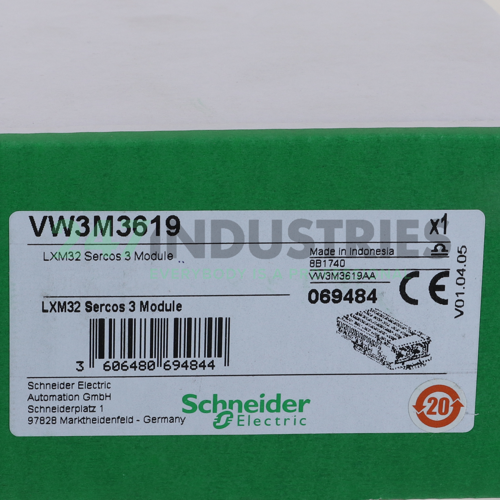 VW3M3619
x1
INDUSTRIES
LXM32 Sercos 3 Module
Made in Indonesia
8B1740
VW3M3619AA
069484
CE
V01.04.05
LXM32 Sercos 3 Module
3 606480 694844
Schneider Electric
Automation GmbH
Schneiderplatz 1
97828 Marktheidenfeld - Germany
Schneider
Electric
20